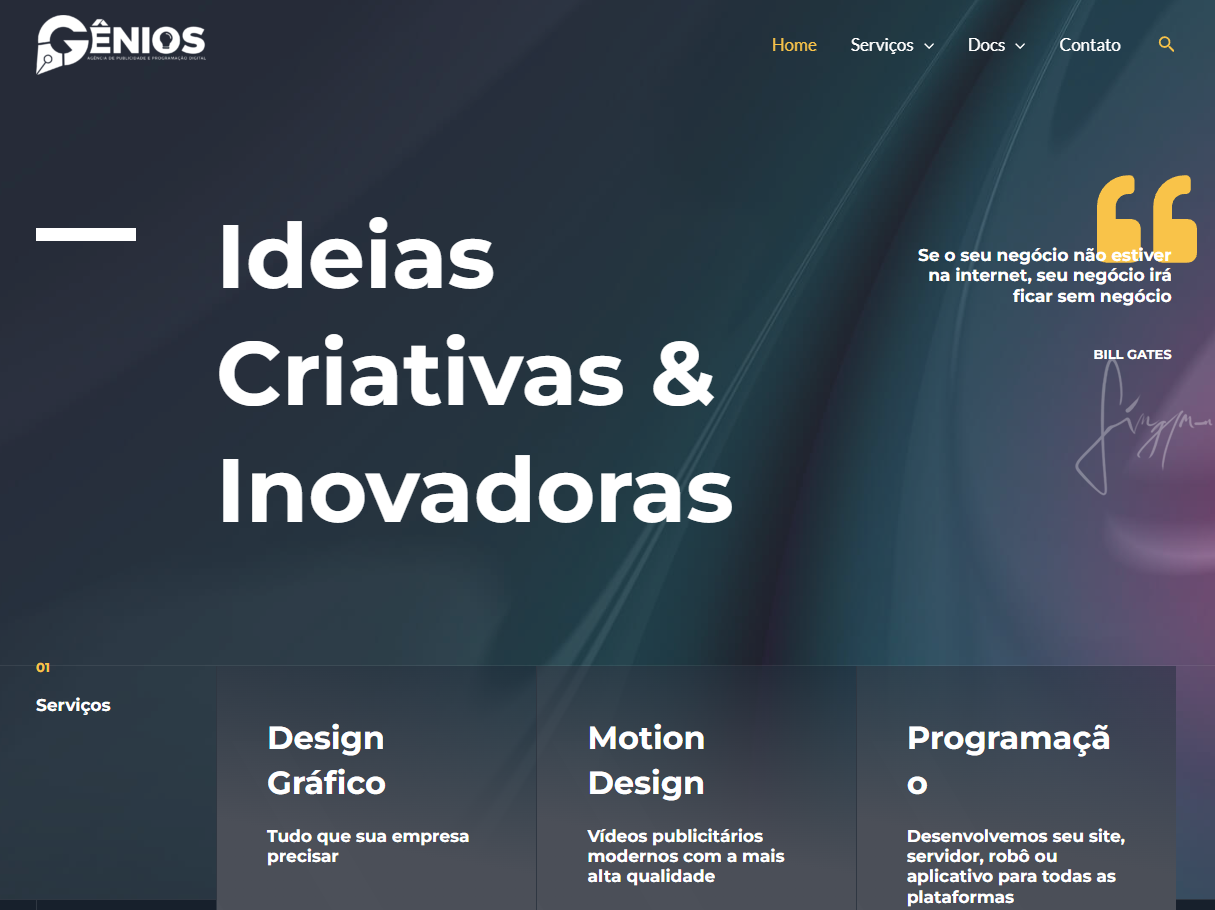 GÊNIOS
AGÊNCIA DE PUBLICIDADE E PROGRAMAÇÃO DIGITAL
Home
Serviços
Docs
Contato
Ideias
Criativas &
Inovadoras
“
Se o seu negócio não estiver
na internet, seu negócio irá
ficar sem negócio
BILL GATES
01
Serviços
Design
Gráfico
Tudo que sua empresa
precisar
Motion
Design
Vídeos publicitários
modernos com a mais
alta qualidade
Programaçã
o
Desenvolvemos seu site,
servidor, robô ou
aplicativo para todas as
plataformas